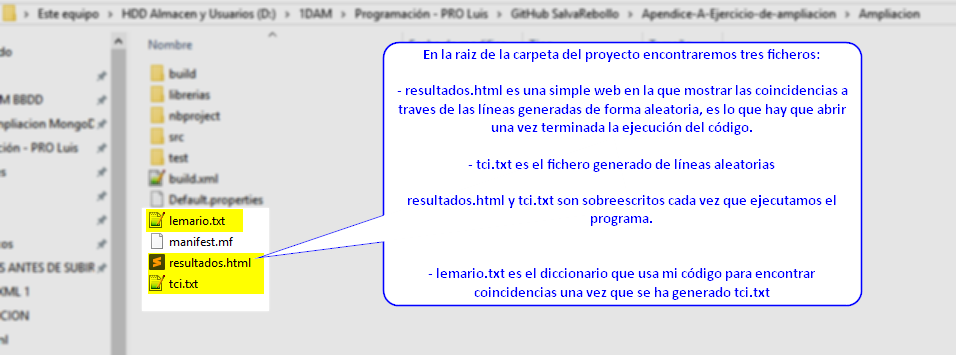 Este equipo > HDD Almacen y Usuarios (D:) > 1DAM > Programación - PRO Luis > GitHub SalvaRebollo > Apendice-A-Ejercicio-de-ampliacion > Ampliacion
Nombre
build
librerias
nbproject
src
test
build.xml
Default.properties
lemario.txt
manifest.mf
resultados.html
tci.txt
M BBDD
mpliacion MongoD
ción - PRO Luis
S ANTES DE SUBIR
XML 1
CION
En la raiz de la carpeta del proyecto encontraremos tres ficheros:
- resultados.html es una simple web en la que mostrar las coincidencias a
traves de las líneas generadas de forma aleatoria, es lo que hay que abrir
una vez terminada la ejecución del código.
- tci.txt es el fichero generado de líneas aleatorias
resultados.html y tci.txt son sobreescritos cada vez que ejecutamos el
programa.
- lemario.txt es el diccionario que usa mi código para encontrar
coincidencias una vez que se ha generado tci.txt